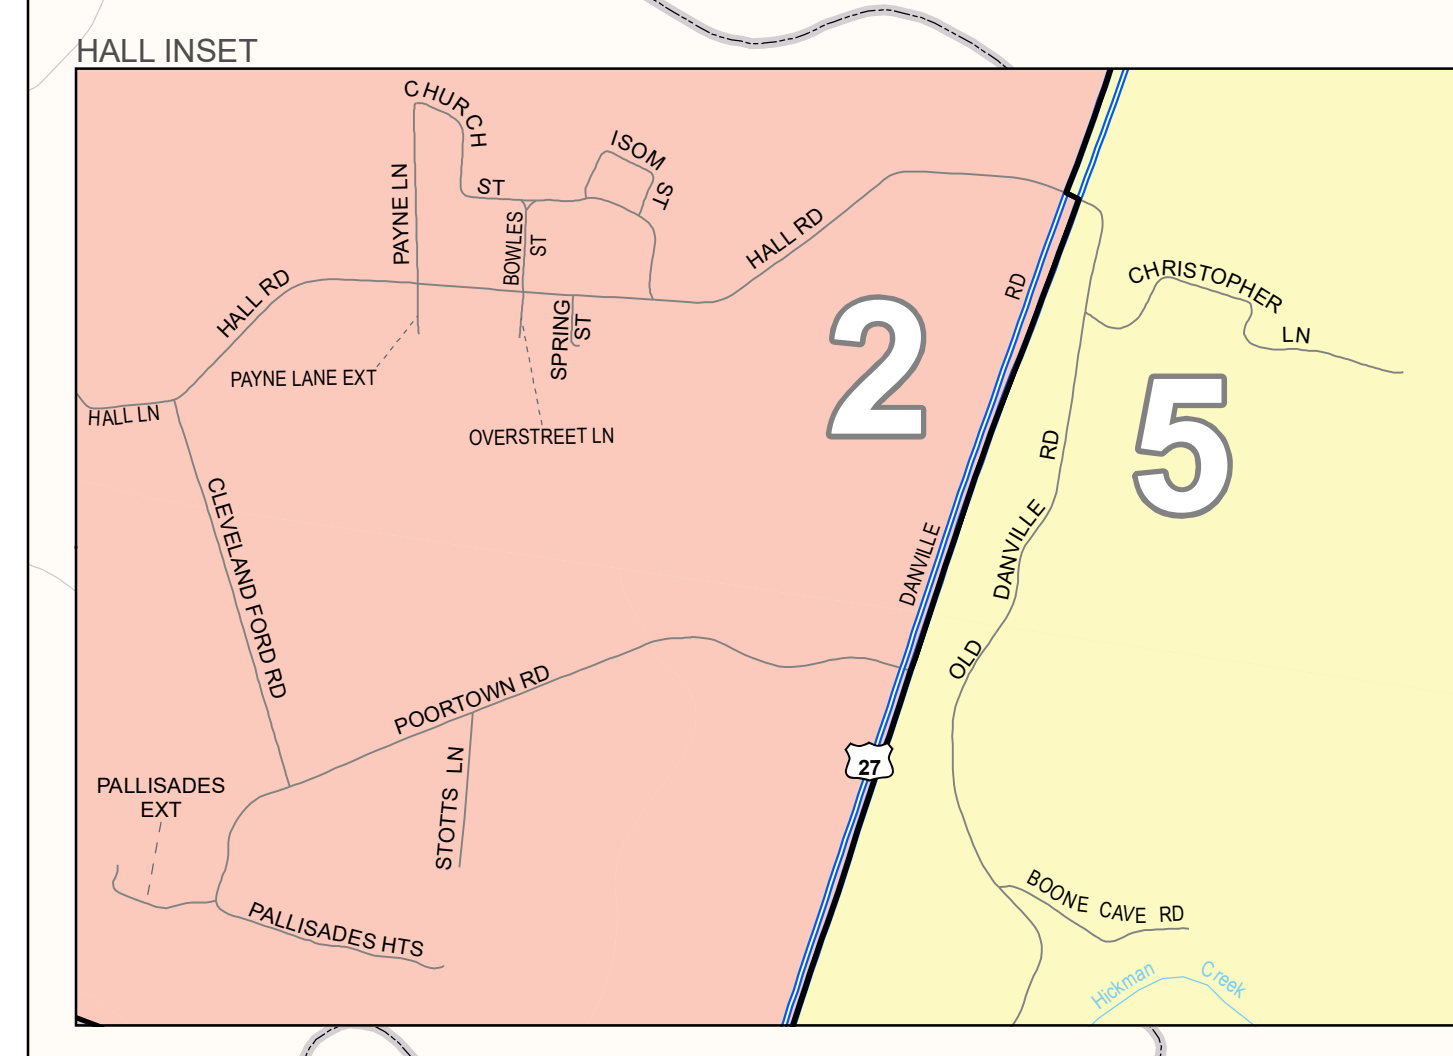 HALL INSET
CHURCH
ST
ISOM
ST
PAYNE LN
BOWLES
ST
HALL RD
HALL RD
RD
CHRISTOPHER
LN
SPRING
ST
2
PAYNE LANE EXT
HALL LN
OVERSTREET LN
5
RD
DANVILLE
DANVILLE
OLD
CLEVELAND FORD RD
POORTOWN RD
STOTTS LN
27
PALLISADES
EXT
PALLISADES HTS
BOONE CAVE RD
Hickman
Creek